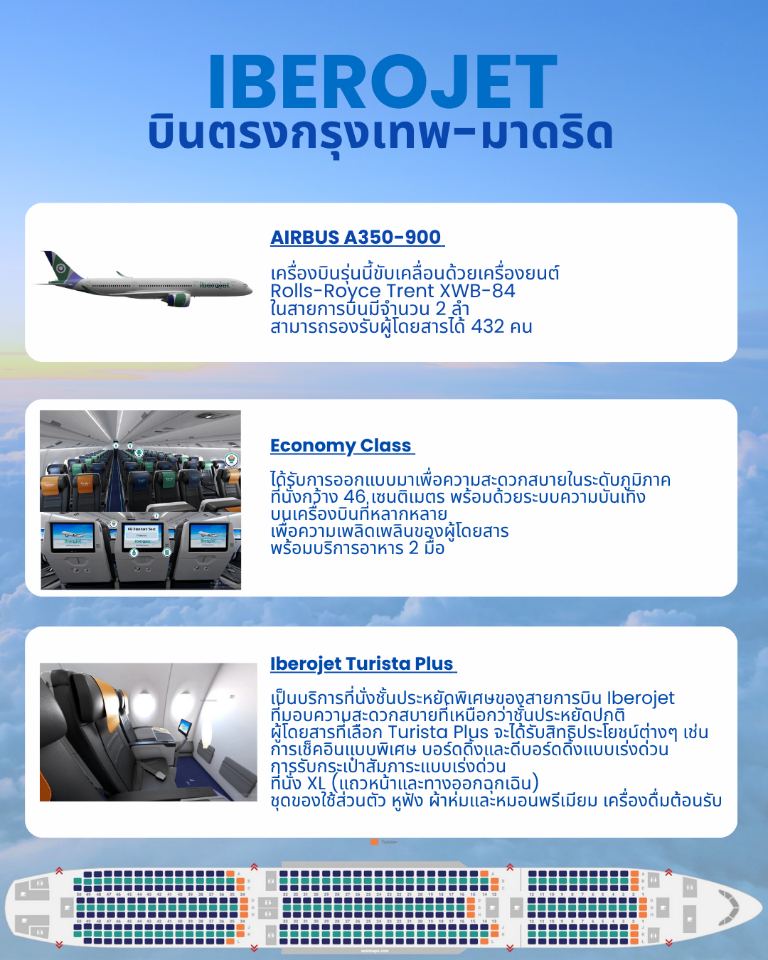 IBEROJET
บินตรงกรุงเทพ-มาดริด
AIRBUS A350-900
เครื่องบินรุ่นนี้ขับเคลื่อนด้วยเครื่องยนต์
Rolls-Royce Trent XWB-84
ในสายการบินมีจำนวน 2 ลำ
สามารถรองรับผู้โดยสารได้ 432 คน
iberojet
Economy Class
ได้รับการออกแบบมาเพื่อความสะดวกสบายในระดับภูมิภาค
ที่นั่งกว้าง 46 เซนติเมตร พร้อมด้วยระบบความบันเทิง
บนเครื่องบินที่หลากหลาย
เพื่อความเพลิดเพลินของผู้โดยสาร
พร้อมบริการอาหาร 2 มื้อ
Iberojet Turista Plus
เป็นบริการที่นั่งชั้นประหยัดพิเศษของสายการบิน Iberojet
ที่มอบความสะดวกสบายที่เหนือกว่าชั้นประหยัดปกติ
ผู้โดยสารที่เลือก Turista Plus จะได้รับสิทธิประโยชน์ต่างๆ เช่น
การเช็คอินแบบพิเศษ บอร์ดดิ้งและดีบอร์ดดิ้งแบบเร่งด่วน
การรับกระเป๋าสัมภาระแบบเร่งด่วน
ที่นั่ง XL (แถวหน้าและทางออกฉุกเฉิน)
ชุดของใช้ส่วนตัว หูฟัง ผ้าห่มและหมอนพรีเมียม เครื่องดื่มต้อนรับ